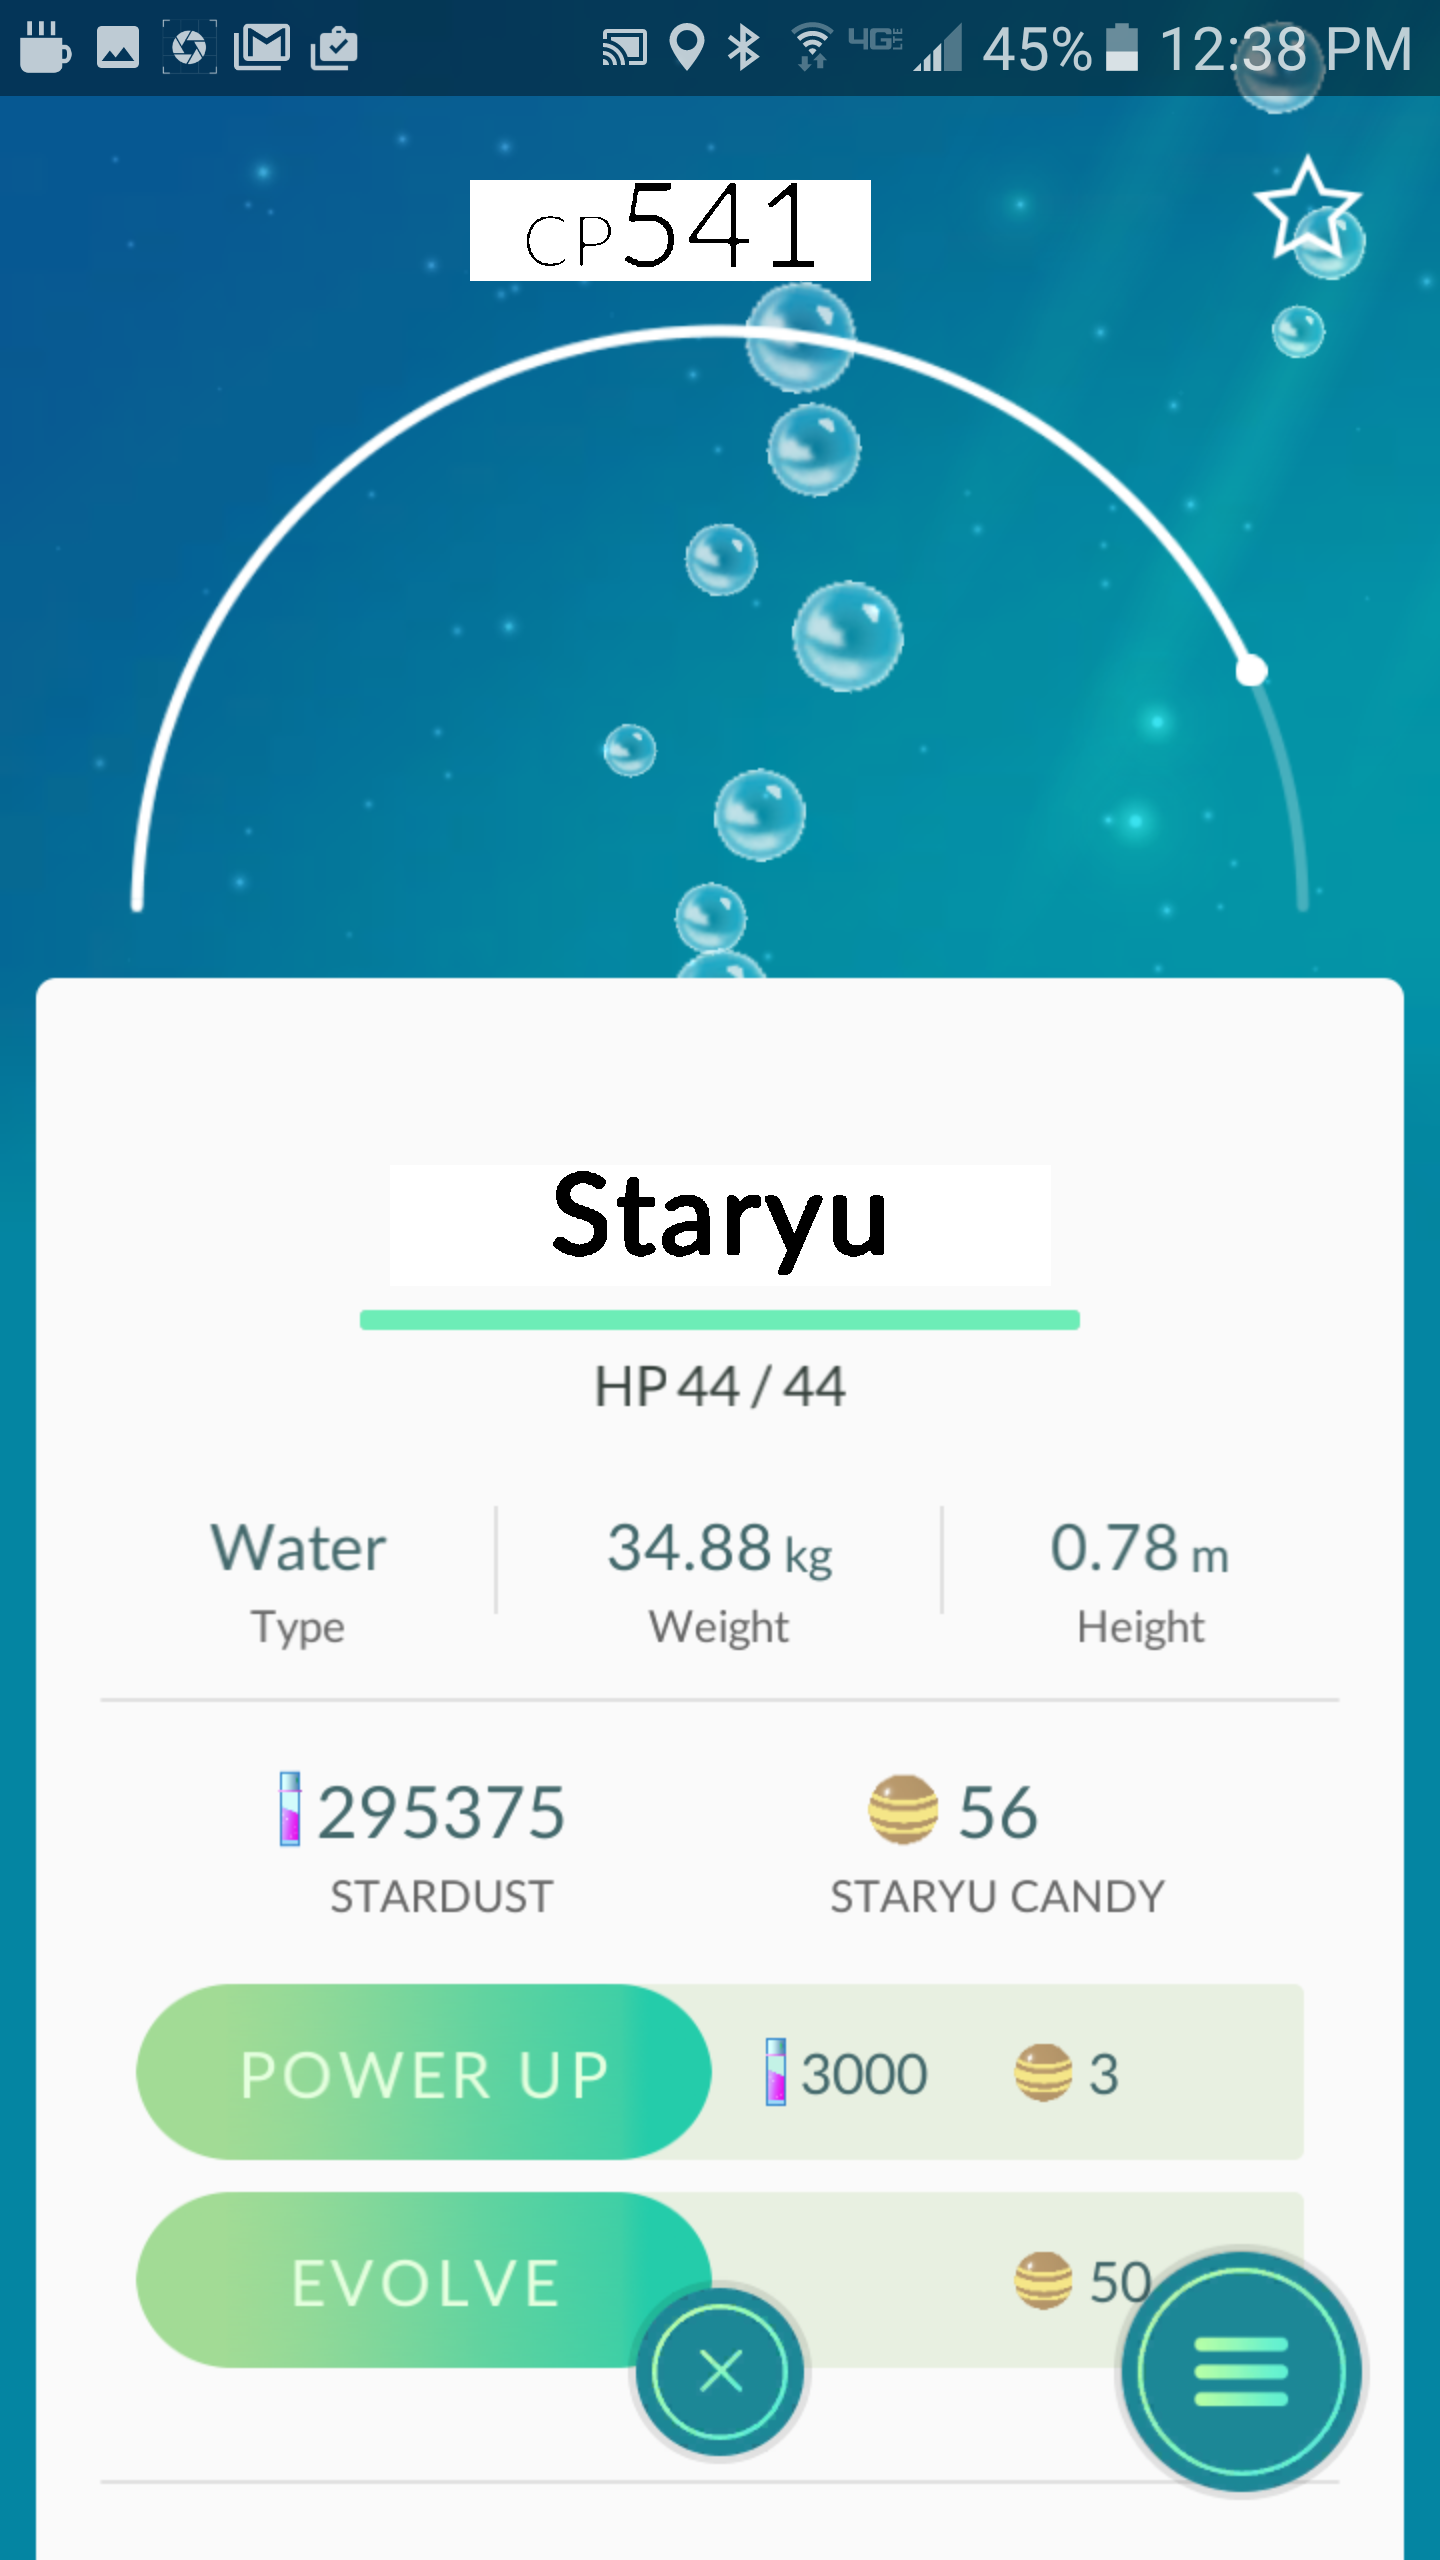 4G LTE 45% 12:38 PM
CP541
Staryu
HP 44 / 44
Water 34.88 kg 0.78 m
Type Weight Height
295375 56
STARDUST STARYU CANDY
POWER UP 3000 3
EVOLVE 50